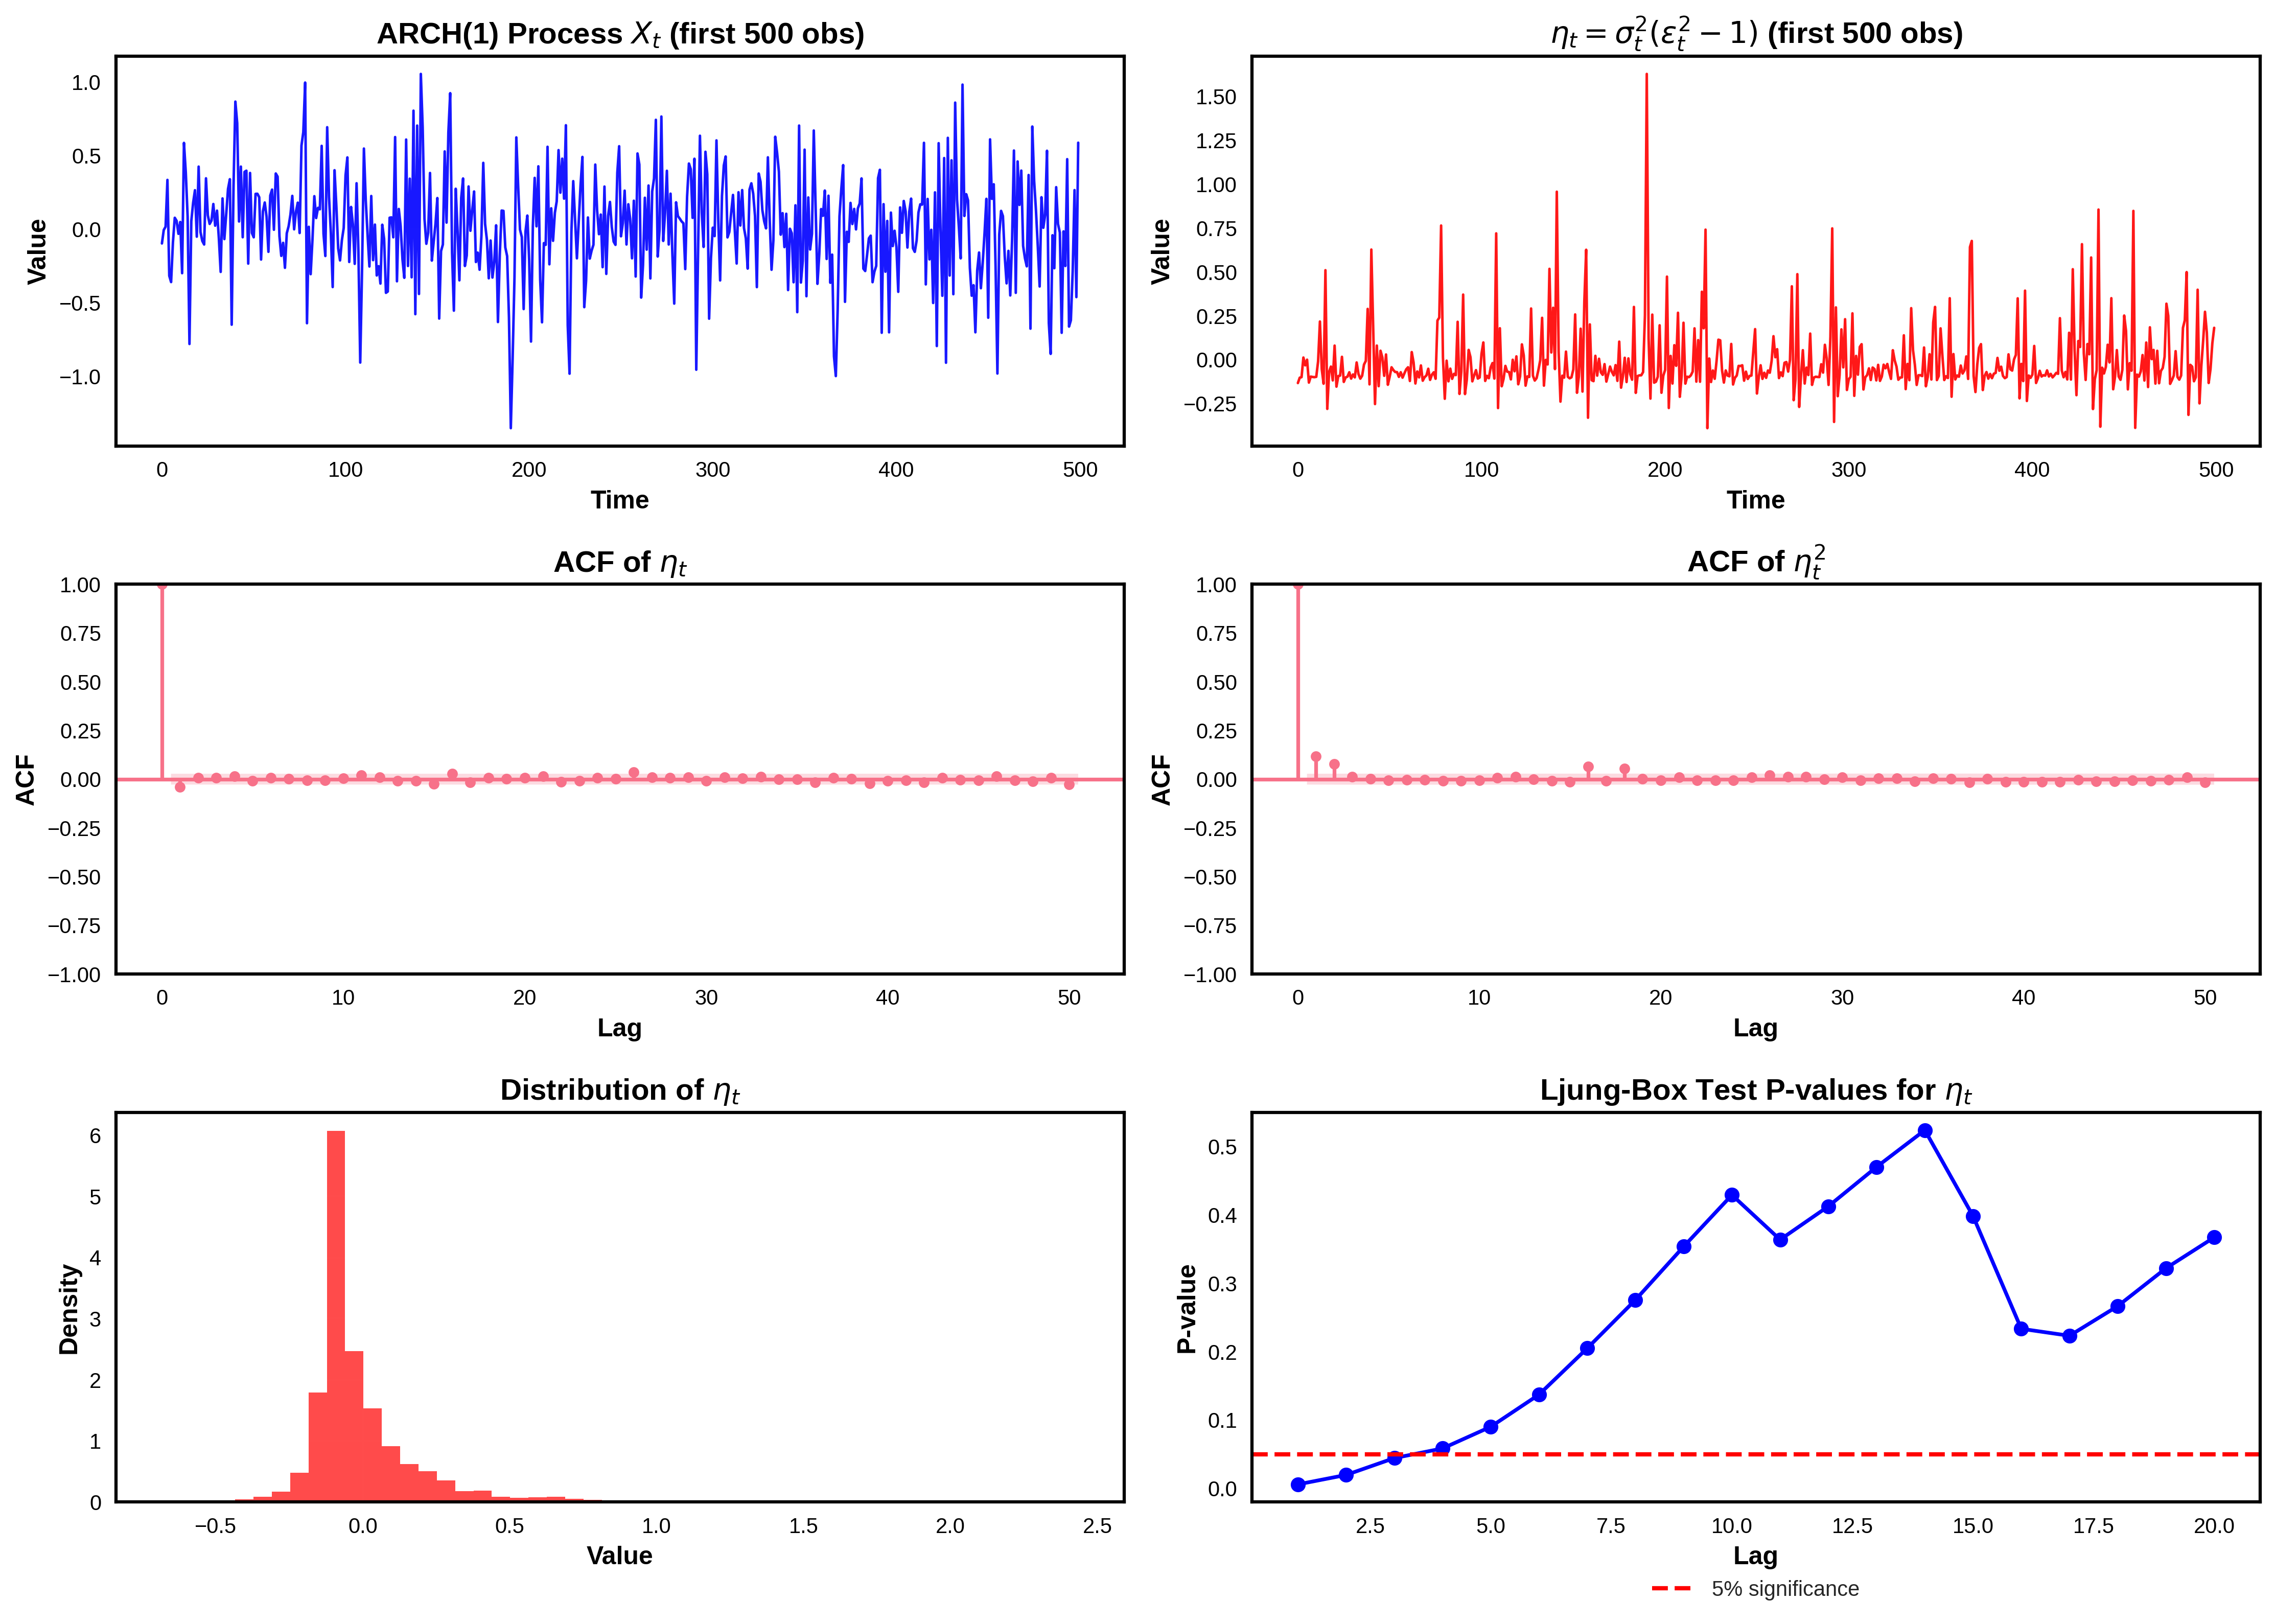 ARCH(1) Process $X_t$ (first 500 obs)
Value
1.0
0.5
0.0
−0.5
−1.0
0 100 200 300 400 500
Time
$\eta_t = \sigma_t^2(\epsilon_t^2 - 1)$ (first 500 obs)
Value
1.50
1.25
1.00
0.75
0.50
0.25
0.00
−0.25
0 100 200 300 400 500
Time
ACF of $\eta_t$
ACF
1.00
0.75
0.50
0.25
0.00
−0.25
−0.50
−0.75
−1.00
0 10 20 30 40 50
Lag
ACF of $\eta_t^2$
ACF
1.00
0.75
0.50
0.25
0.00
−0.25
−0.50
−0.75
−1.00
0 10 20 30 40 50
Lag
Distribution of $\eta_t$
Density
6
5
4
3
2
1
0
−0.5 0.0 0.5 1.0 1.5 2.0 2.5
Value
Ljung-Box Test P-values for $\eta_t$
P-value
0.5
0.4
0.3
0.2
0.1
0.0
2.5 5.0 7.5 10.0 12.5 15.0 17.5 20.0
Lag
5% significance